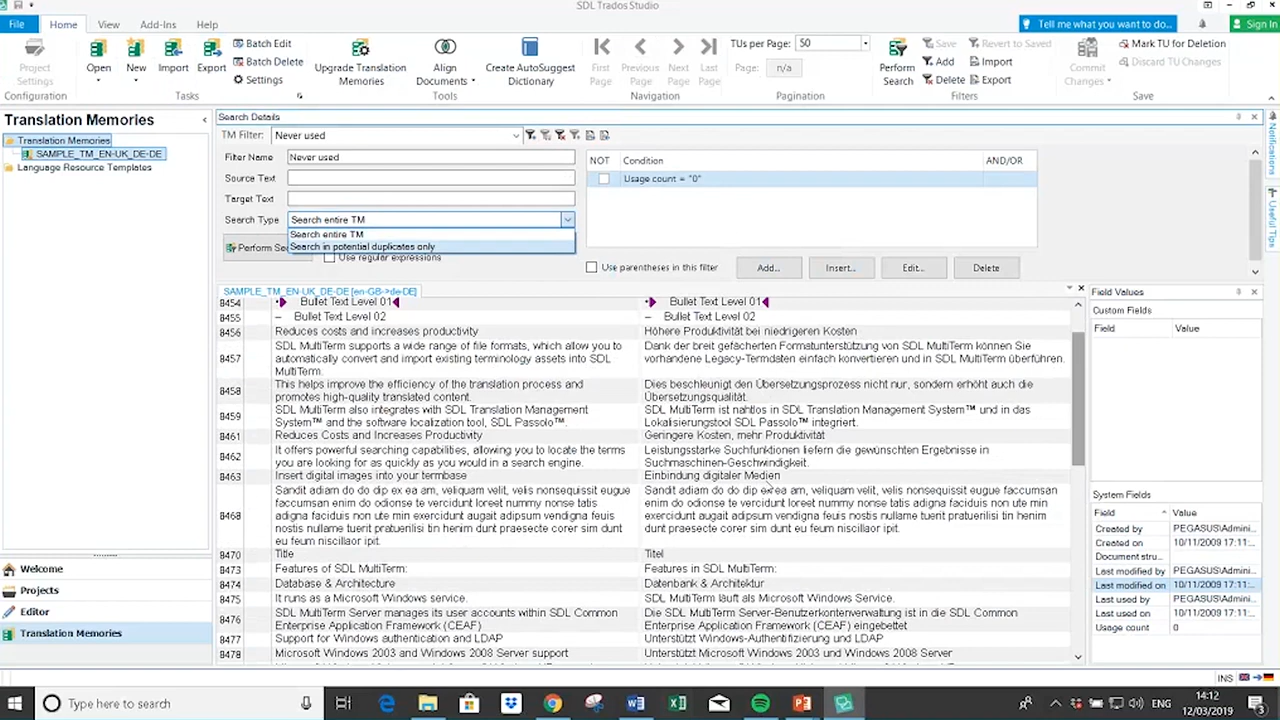 SDL Trados Studio
File
Home
View
Add-Ins
Help
Tell me what you want to do...
Sign In
Project Settings
Configuration
Open
New
Import
Export
Batch Edit
Batch Delete
Settings
Tasks
Upgrade Translation Memories
Align Documents
Create AutoSuggest Dictionary
Tools
First Page
Previous Page
Next Page
Last Page
Navigation
TUs per Page: 50
Page: n/a
Pagination
Perform Search
Save
Revert to Saved
Add
Import
Delete
Export
Filters
Commit Changes
Mark TU for Deletion
Discard TU Changes
Save
Translation Memories
Translation Memories
SAMPLE_TM_EN-UK_DE-DE
Language Resource Templates
Search Details
TM Filter: Never used
Filter Name Never used
Source Text
Target Text
Search Type Search entire TM
Search entire TM
Search in potential duplicates only
Use regular expressions
NOT Condition AND/OR
Usage count = "0"
Use parentheses in this filter
Add...
Insert...
Edit...
Delete
SAMPLE_TM_EN-UK_DE-DE [en-GB->de-DE]
8454 Bullet Text Level 01 Bullet Text Level 01
8455 – Bullet Text Level 02 – Bullet Text Level 02
8456 Reduces costs and increases productivity Höhere Produktivität bei niedrigeren Kosten
8457 SDL MultiTerm supports a wide range of file formats, which allow you to
automatically convert and import existing terminology assets into SDL
MultiTerm.
Dank der breit gefächerten Formatunterstützung von SDL MultiTerm können Sie
vorhandene Legacy-Termdaten einfach konvertieren und in SDL MultiTerm überführen.
8458 This helps improve the efficiency of the translation process and
promotes high-quality translated content.
Dies beschleunigt den Übersetzungsprozess nicht nur, sondern erhöht auch die
Übersetzungsqualität.
8459 SDL MultiTerm also integrates with SDL Translation Management
System™ and the software localization tool, SDL Passolo™.
SDL MultiTerm ist nahtlos in SDL Translation Management System™ und in das
Lokalisierungstool SDL Passolo™ integriert.
8461 Reduces Costs and Increases Productivity Geringere Kosten, mehr Produktivität
8462 It offers powerful searching capabilities, allowing you to locate the terms
you are looking for as quickly as you would in a search engine.
Leistungsstarke Suchfunktionen liefern die gewünschten Ergebnisse in
Suchmaschinen-Geschwindigkeit.
8463 Insert digital images into your termbase Einbindung digitaler Medien
8468 Sandit adiam do do dip ex ea am, veliquam velit, velis nonsequissit eugue faccumsan
enim do odionse te vercidunt loreet nummy nonse tatis
adigna faciduis non ute min exercidunt augait adipsum vendigna feuis
nostis nullame tuerit pratuerilisi tin henim dunt praesecte corer sim dunt
eu feum niscillaor ipit.
Sandit adiam do do dip ex ea am, veliquam velit, velis nonsequissit eugue faccumsan
enim do odionse te vercidunt loreet nummy nonse tatis adigna faciduis non ute min
exercidunt augait adipsum vendigna feuis nostis nullame tuerit pratuerilisi tin henim
dunt praesecte corer sim dunt eu feum niscillaor ipit.
8470 Title Titel
8473 Features of SDL MultiTerm: Features in SDL MultiTerm:
8474 Database & Architecture Datenbank & Architektur
8475 It runs as a Microsoft Windows service. SDL MultiTerm läuft als Microsoft Windows Service.
8476 SDL MultiTerm Server manages its user accounts within SDL Common
Enterprise Application Framework (CEAF)
Die SDL MultiTerm Server-Benutzerkontenverwaltung ist in die SDL Common
Enterprise Application Framework (CEAF) eingebettet
8477 Support for Windows authentication and LDAP Unterstützt Windows-Authentifizierung und LDAP
8478 Microsoft Windows 2003 and Windows 2008 Server support Unterstützt Microsoft Windows 2003 und Windows 2008 Server
Field Values
Custom Fields
Field Value
System Fields
Field Value
Created by PEGASUS\Admini...
Created on 10/11/2009 17:11:...
Document stru...
Last modified by PEGASUS\Admini...
Last modified on 10/11/2009 17:11:...
Last used by PEGASUS\Admini...
Last used on 10/11/2009 17:11:...
Usage count 0
Notifications
Useful Tips
Welcome
Projects
Editor
Translation Memories
INS
Type here to search
ENG
14:12
12/03/2019
3